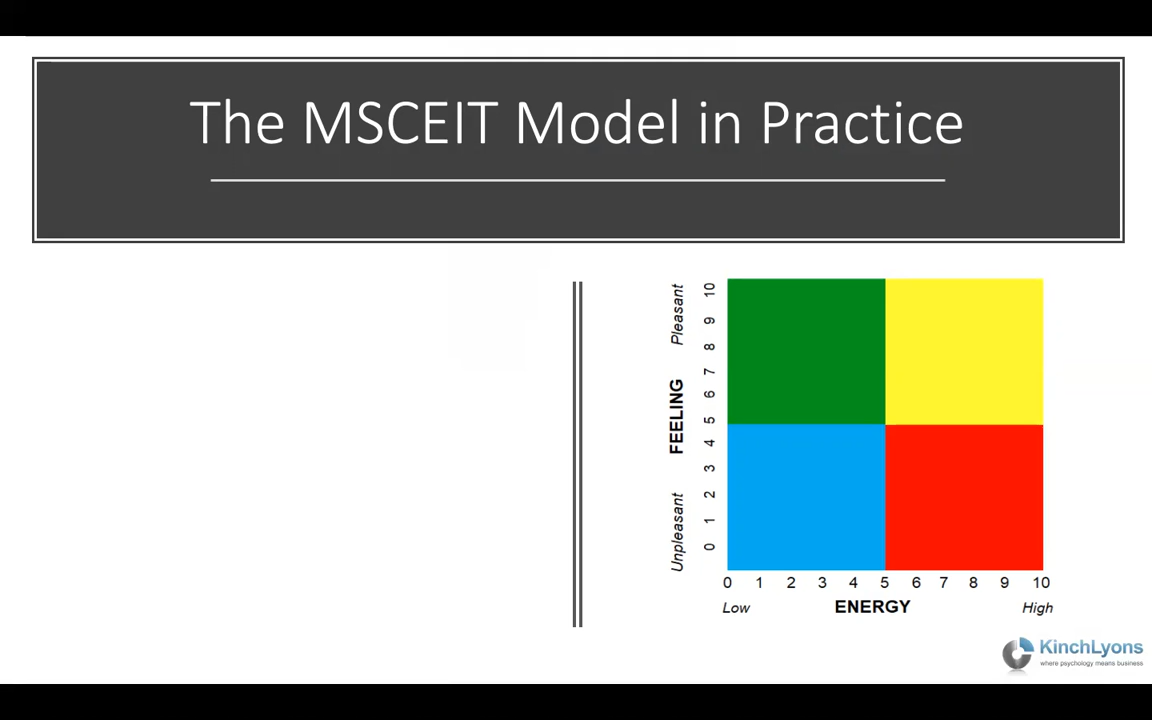 The MSCEIT Model in Practice
Pleasant
FEELING
Unpleasant
10
9
8
7
6
5
4
3
2
1
0
0 1 2 3 4 5 6 7 8 9 10
Low ENERGY High
KinchLyons
where psychology means business